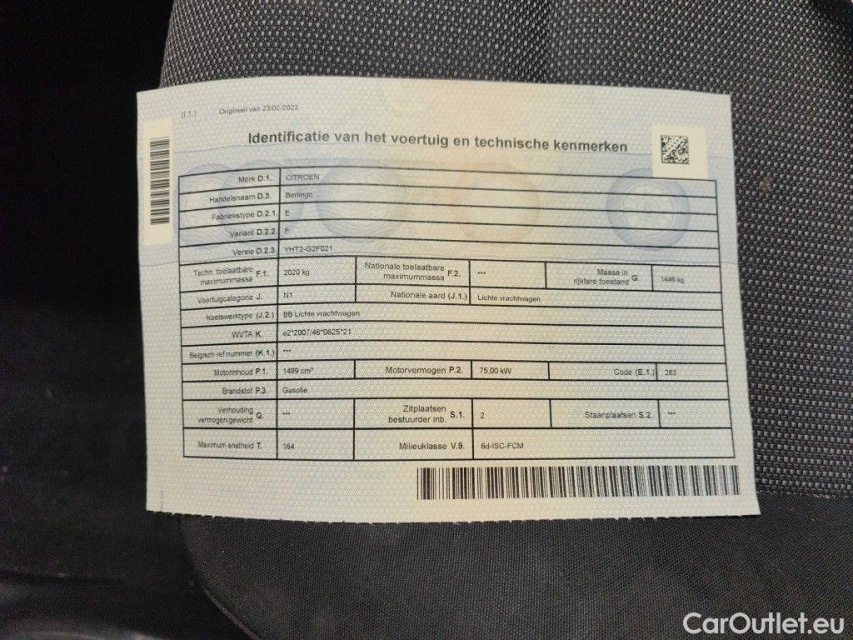 (I.1.) Origineel van 23/02/2023
Identificatie van het voertuig en technische kenmerken
Merk D.1. CITROEN
Handelsnaam D.3. Berlingo
Fabriekstype D.2.1. E
Variant D.2.2. F
Versie D.2.3. YHT2-G2F021
Techn. toelaatbare maximummassa F.1. 2020 kg Nationale toelaatbare maximummassa F.2. --- Massa in rijklare toestand G. 1446 kg
Voertuigcategorie J. N1 Nationale aard (J.1.) Lichte vrachtwagen
Koetswerktype (J.2.) BB Lichte vrachtwagen
WVTA K. e2*2007/46*0625*21
Belgisch ref.nummer (K.1.) ---
Motorinhoud P.1. 1499 cm³ Motorvermogen P.2. 75,00 kW Code (E.1.) 283
Brandstof P.3. Gasolie
Verhouding vermogen/gewicht Q. --- Zitplaatsen bestuurder inb. S.1. 2 Staanplaatsen S.2. ---
Maximum snelheid T. 164 Milieuklasse V.9. 6d-ISC-FCM
CarOutlet.eu